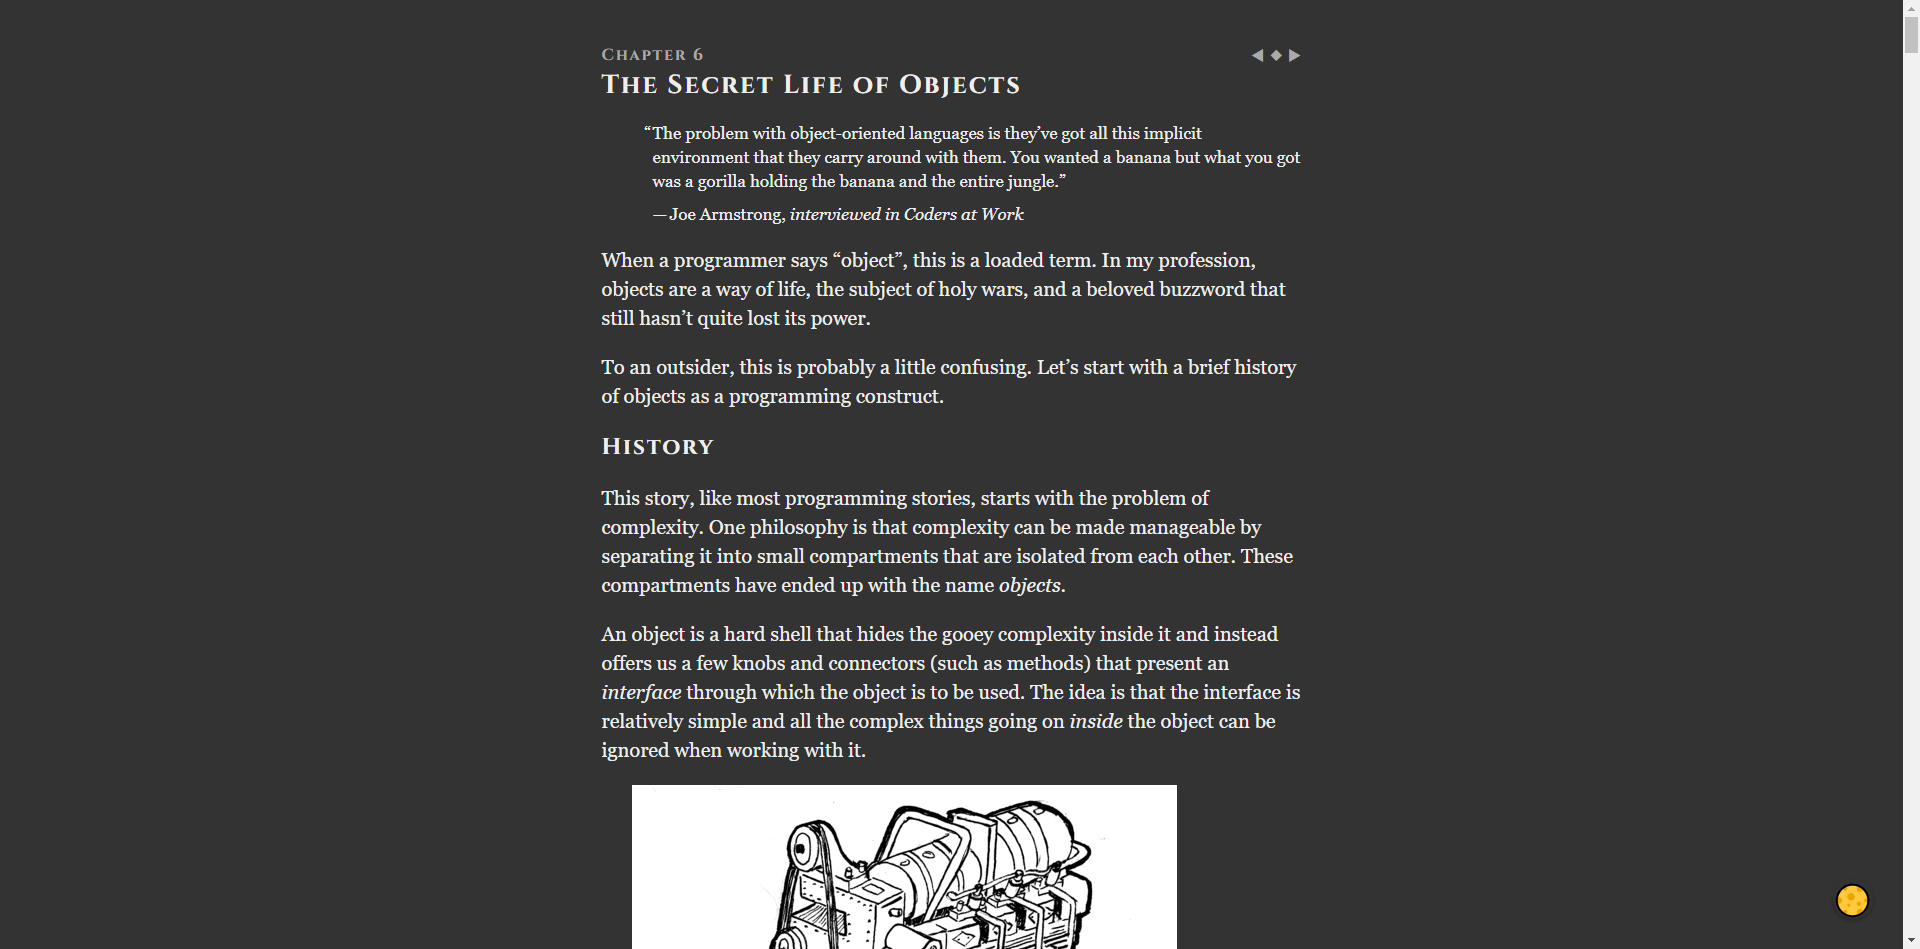 Chapter 6
The Secret Life of Objects
“The problem with object-oriented languages is they’ve got all this implicit
environment that they carry around with them. You wanted a banana but what you got
was a gorilla holding the banana and the entire jungle.”
—Joe Armstrong, interviewed in Coders at Work
When a programmer says “object”, this is a loaded term. In my profession,
objects are a way of life, the subject of holy wars, and a beloved buzzword that
still hasn’t quite lost its power.
To an outsider, this is probably a little confusing. Let’s start with a brief history
of objects as a programming construct.
History
This story, like most programming stories, starts with the problem of
complexity. One philosophy is that complexity can be made manageable by
separating it into small compartments that are isolated from each other. These
compartments have ended up with the name objects.
An object is a hard shell that hides the gooey complexity inside it and instead
offers us a few knobs and connectors (such as methods) that present an
interface through which the object is to be used. The idea is that the interface is
relatively simple and all the complex things going on inside the object can be
ignored when working with it.